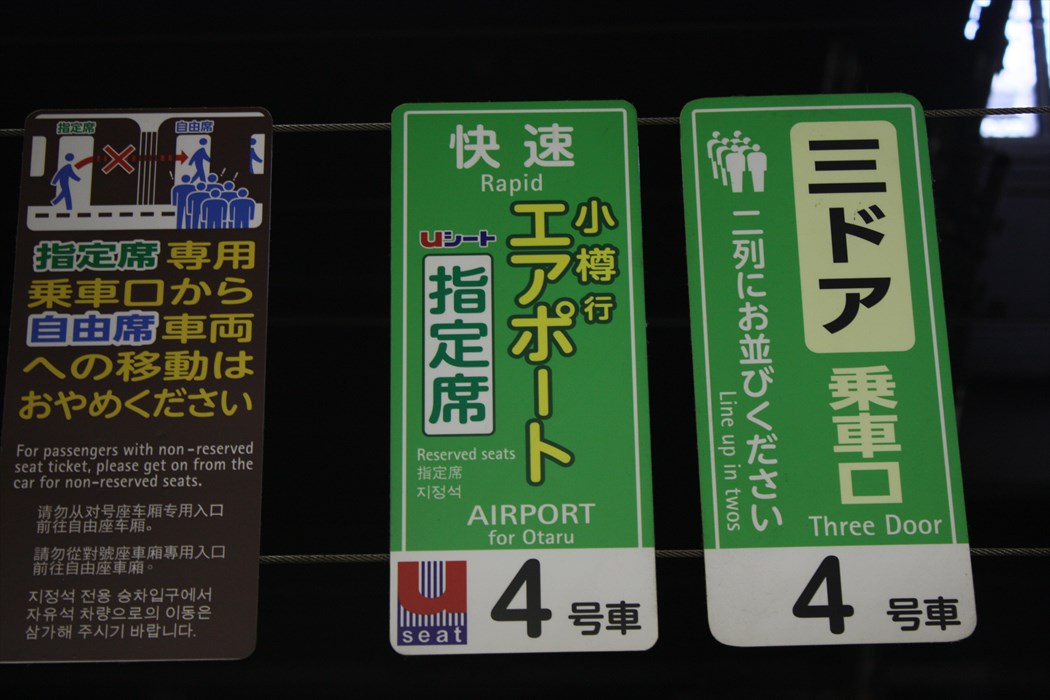 指定席
自由席
指定席 専用
乗車口から
自由席 車両
への移動は
おやめください
For passengers with non-reserved
seat ticket, please get on from the
car for non-reserved seats.
请勿从对号座车厢专用入口
前往自由座车厢。
請勿從對號座車廂專用入口
前往自由座車廂。
지정석 전용 승차입구에서
자유석 차량으로의 이동은
삼가해 주시기 바랍니다.
快速
Rapid
小樽行
エアポート
uシート
指定席
Reserved seats
指定席
지정석
AIRPORT
for Otaru
u
seat
4号車
三ドア
乗車口
二列にお並びください
Line up in twos
Three Door
4号車